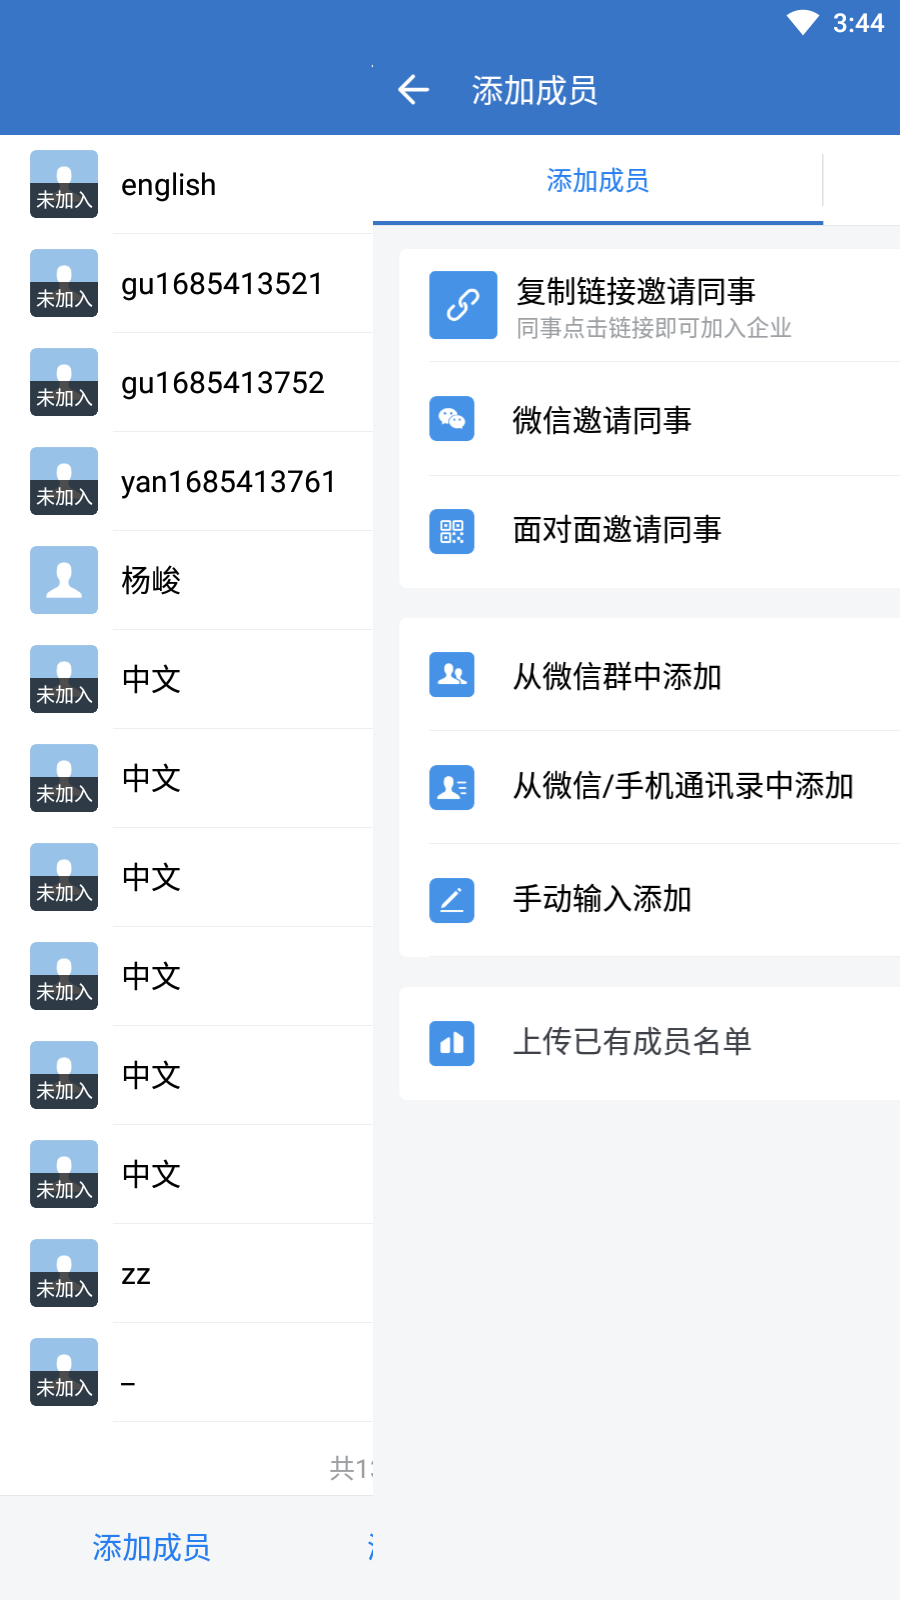 3:44
添加成员
未加入
english
未加入
gu1685413521
未加入
gu1685413752
未加入
yan1685413761
杨峻
未加入
中文
未加入
中文
未加入
中文
未加入
中文
未加入
中文
未加入
中文
未加入
zz
未加入
_
共1
添加成员
添加成员
复制链接邀请同事
同事点击链接即可加入企业
微信邀请同事
面对面邀请同事
从微信群中添加
从微信/手机通讯录中添加
手动输入添加
上传已有成员名单